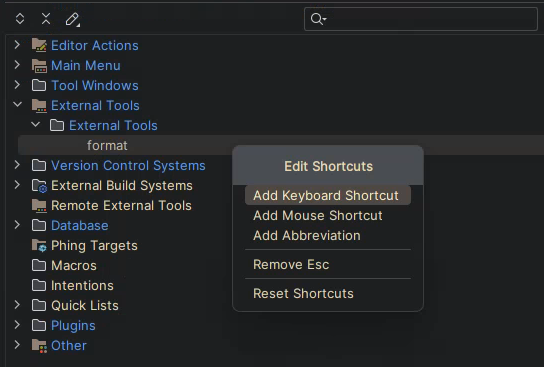 Editor Actions
Main Menu
Tool Windows
External Tools
External Tools
format
Version Control Systems
External Build Systems
Remote External Tools
Database
Phing Targets
Macros
Intentions
Quick Lists
Plugins
Other
Edit Shortcuts
Add Keyboard Shortcut
Add Mouse Shortcut
Add Abbreviation
Remove Esc
Reset Shortcuts